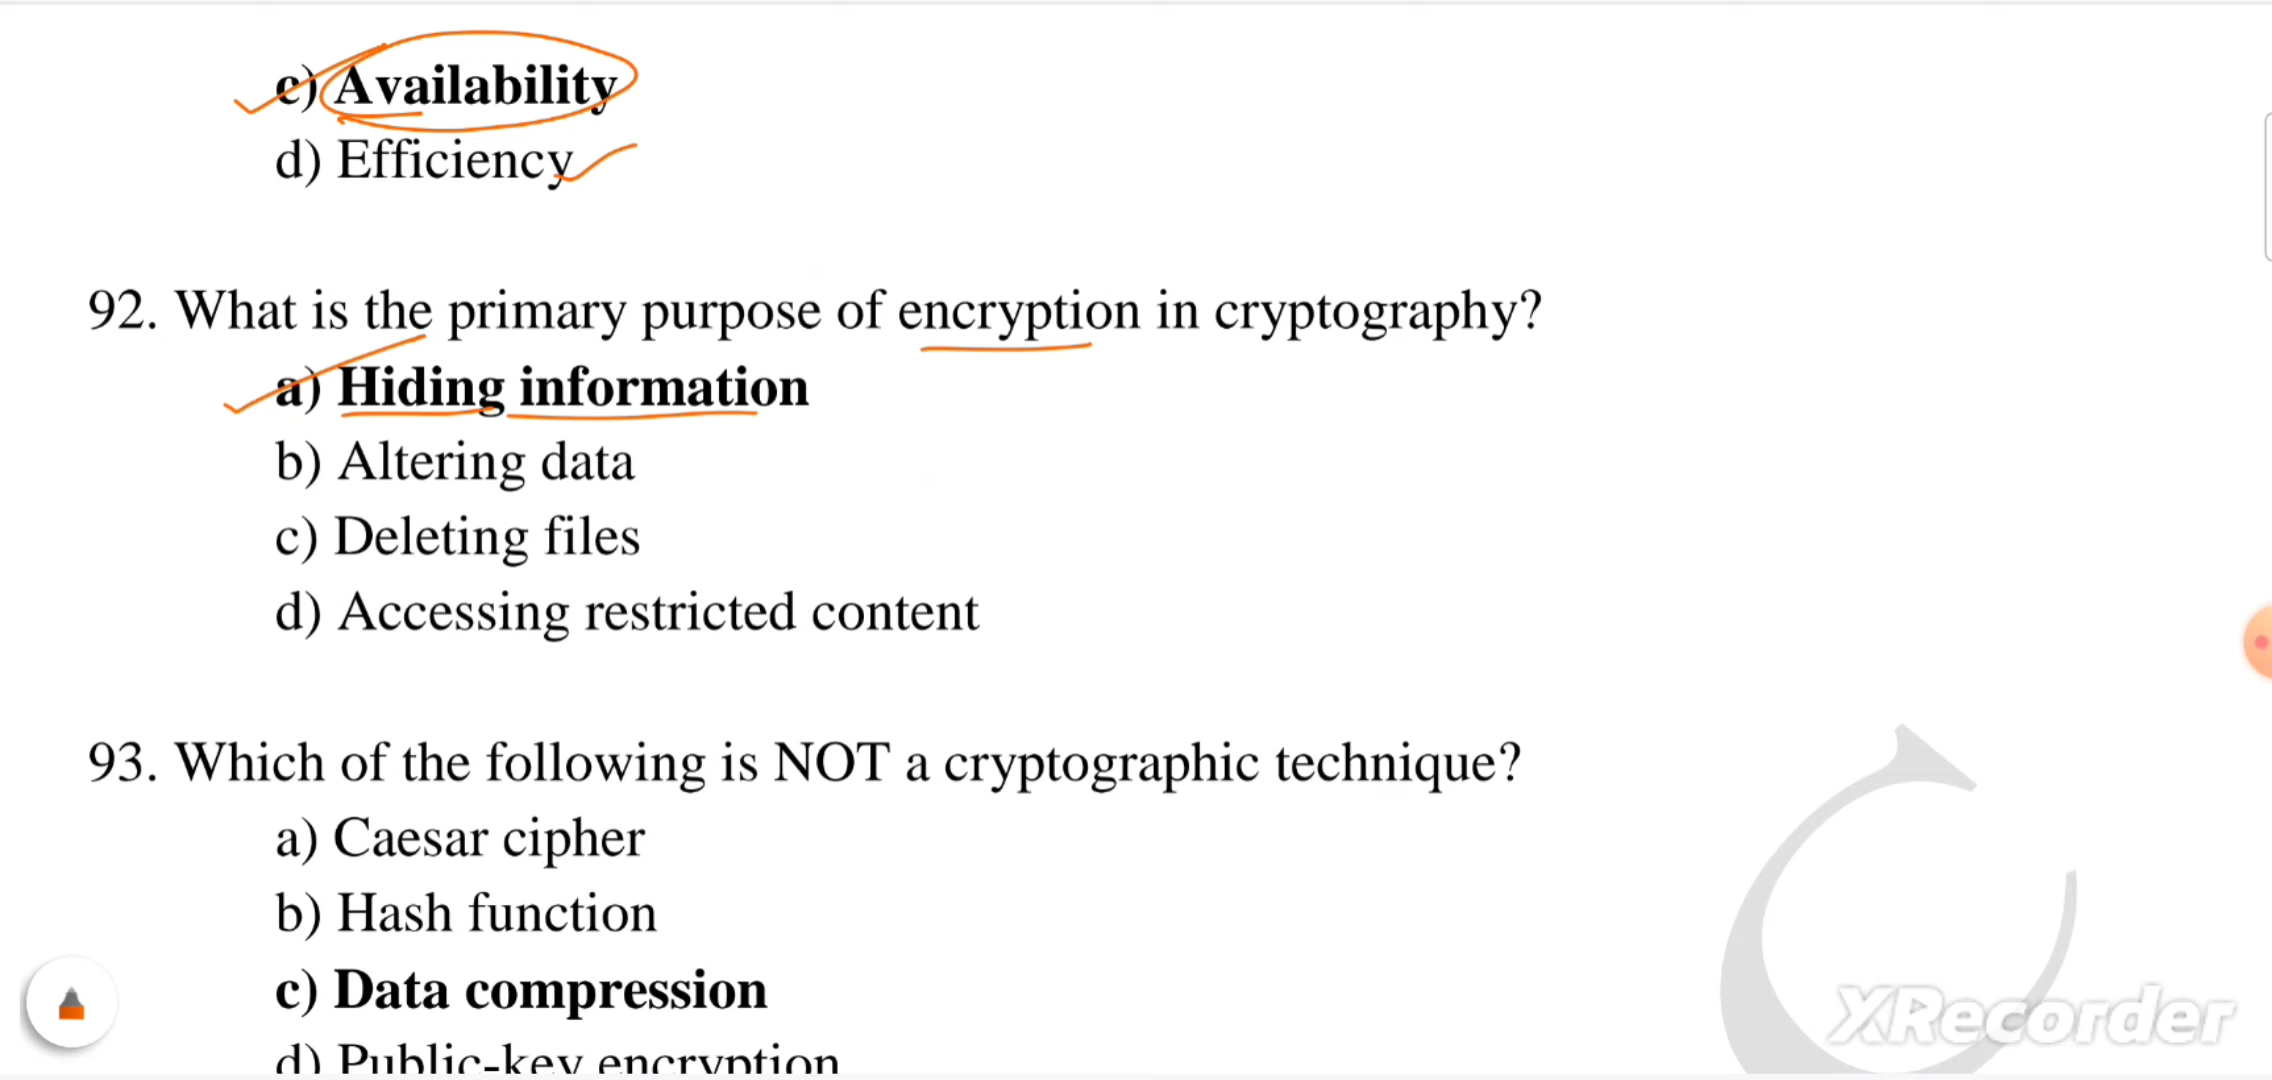 c) Availability
d) Efficiency
92. What is the primary purpose of encryption in cryptography?
a) Hiding information
b) Altering data
c) Deleting files
d) Accessing restricted content
93. Which of the following is NOT a cryptographic technique?
a) Caesar cipher
b) Hash function
c) Data compression
d) Public-key encryption
XRecorder